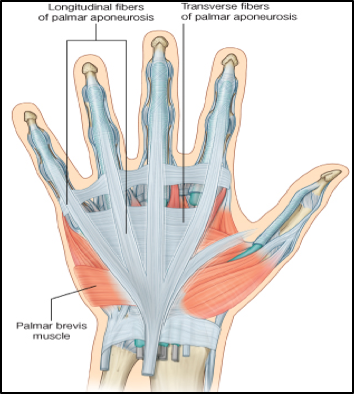 Longitudinal fibers
of palmar aponeurosis
Transverse fibers
of palmar aponeurosis
Palmar brevis
muscle